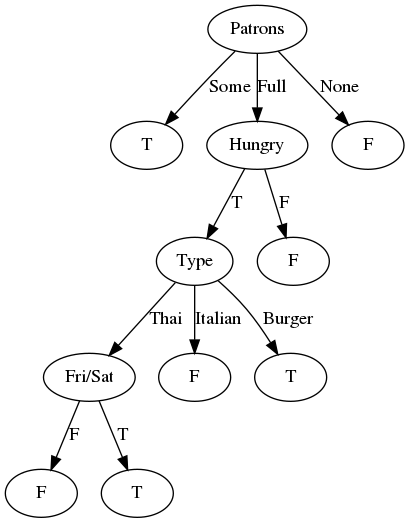 Patrons
Some Full None
T Hungry F
T F
Type F
Thai Italian Burger
Fri/Sat F T
F T
F T